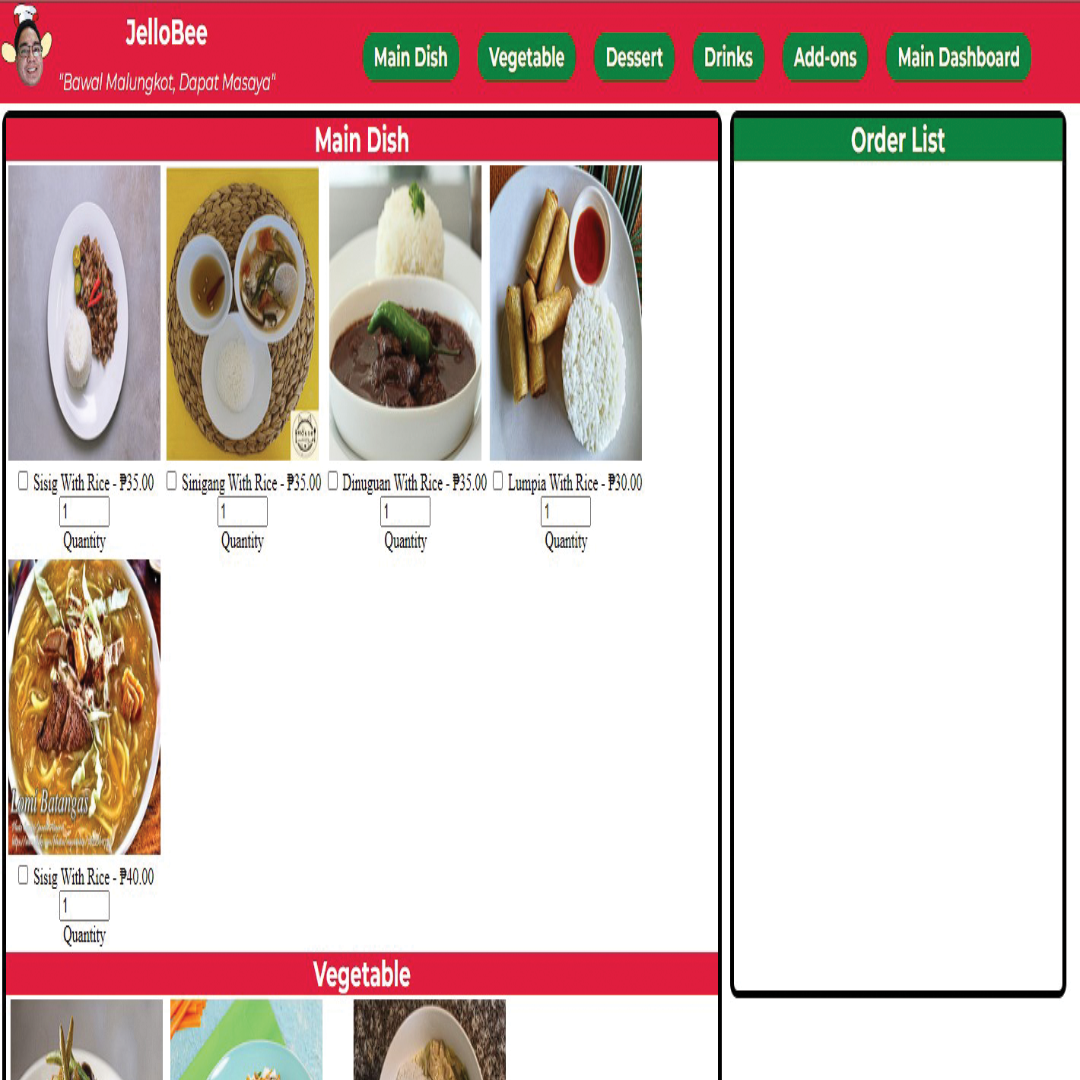 JelloBee
"Bawal Malungkot, Dapat Masaya"
Main Dish
Vegetable
Dessert
Drinks
Add-ons
Main Dashboard
Main Dish
Order List
Sisig With Rice - ₱35.00
Sinigang With Rice - ₱35.00
Dinuguan With Rice - ₱35.00
Lumpia With Rice - ₱30.00
1
1
1
1
Quantity
Quantity
Quantity
Quantity
Lomi Batangas
Sisig With Rice - ₱40.00
1
Quantity
Vegetable